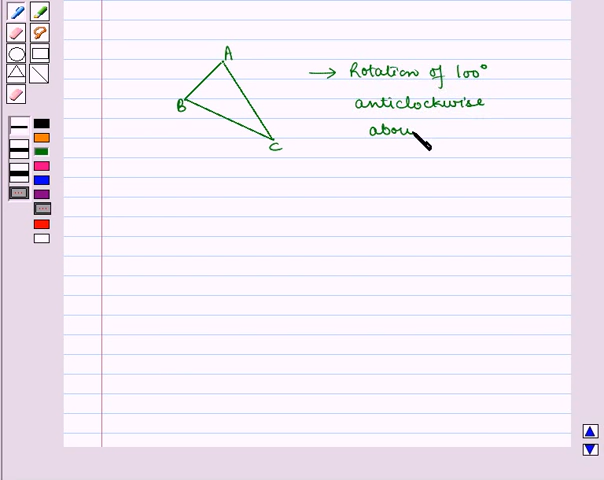 A
B
C
→ Rotation of 100°
anticlockwise
abou